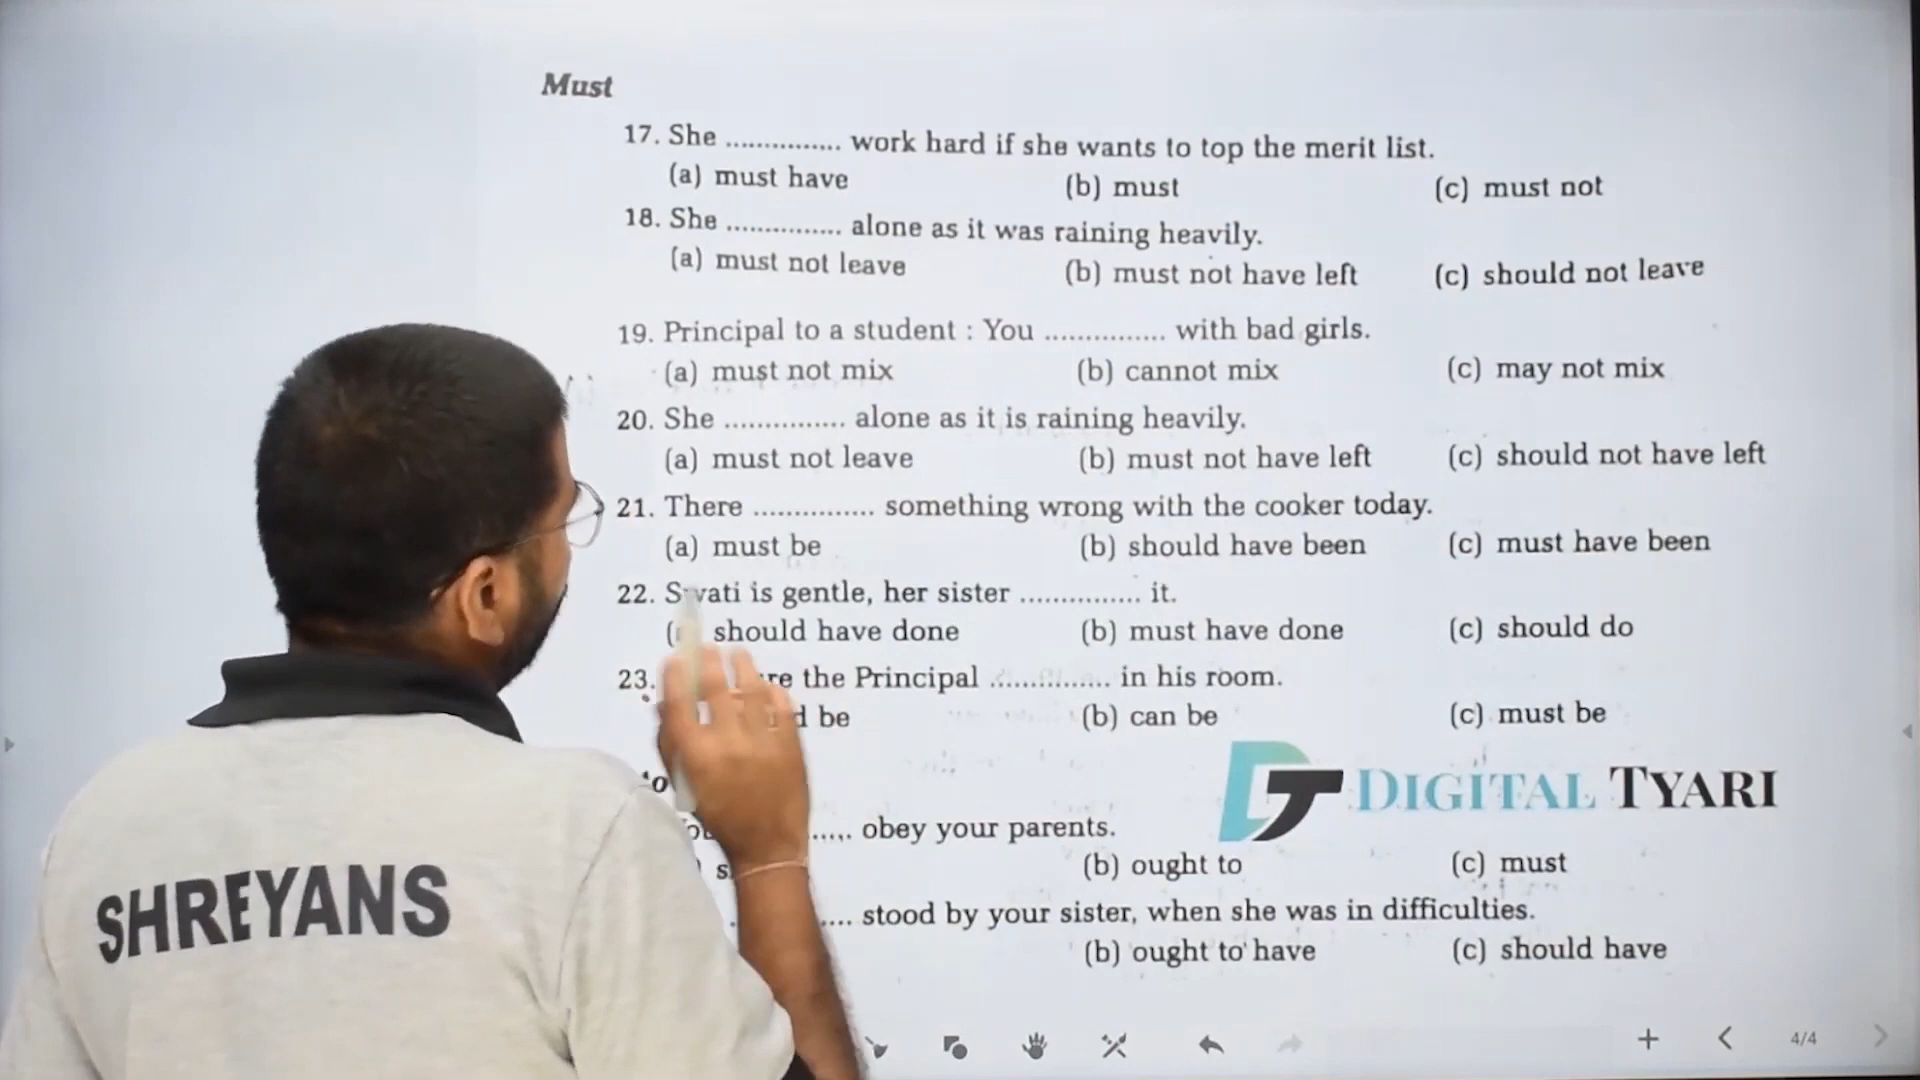 Must
17. She ............... work hard if she wants to top the merit list.
(a) must have (b) must (c) must not
18. She ............... alone as it was raining heavily.
(a) must not leave (b) must not have left (c) should not leave
19. Principal to a student : You ............... with bad girls.
(a) must not mix (b) cannot mix (c) may not mix
20. She ............... alone as it is raining heavily.
(a) must not leave (b) must not have left (c) should not have left
21. There ............... something wrong with the cooker today.
(a) must be (b) should have been (c) must have been
22. Swati is gentle, her sister ............... it.
should have done (b) must have done (c) should do
23. the Principal ............... in his room.
be (b) can be (c) must be
DT DIGITAL TYARI
..... obey your parents.
(b) ought to (c) must
.... stood by your sister, when she was in difficulties.
(b) ought to have (c) should have
SHREYANS
4/4